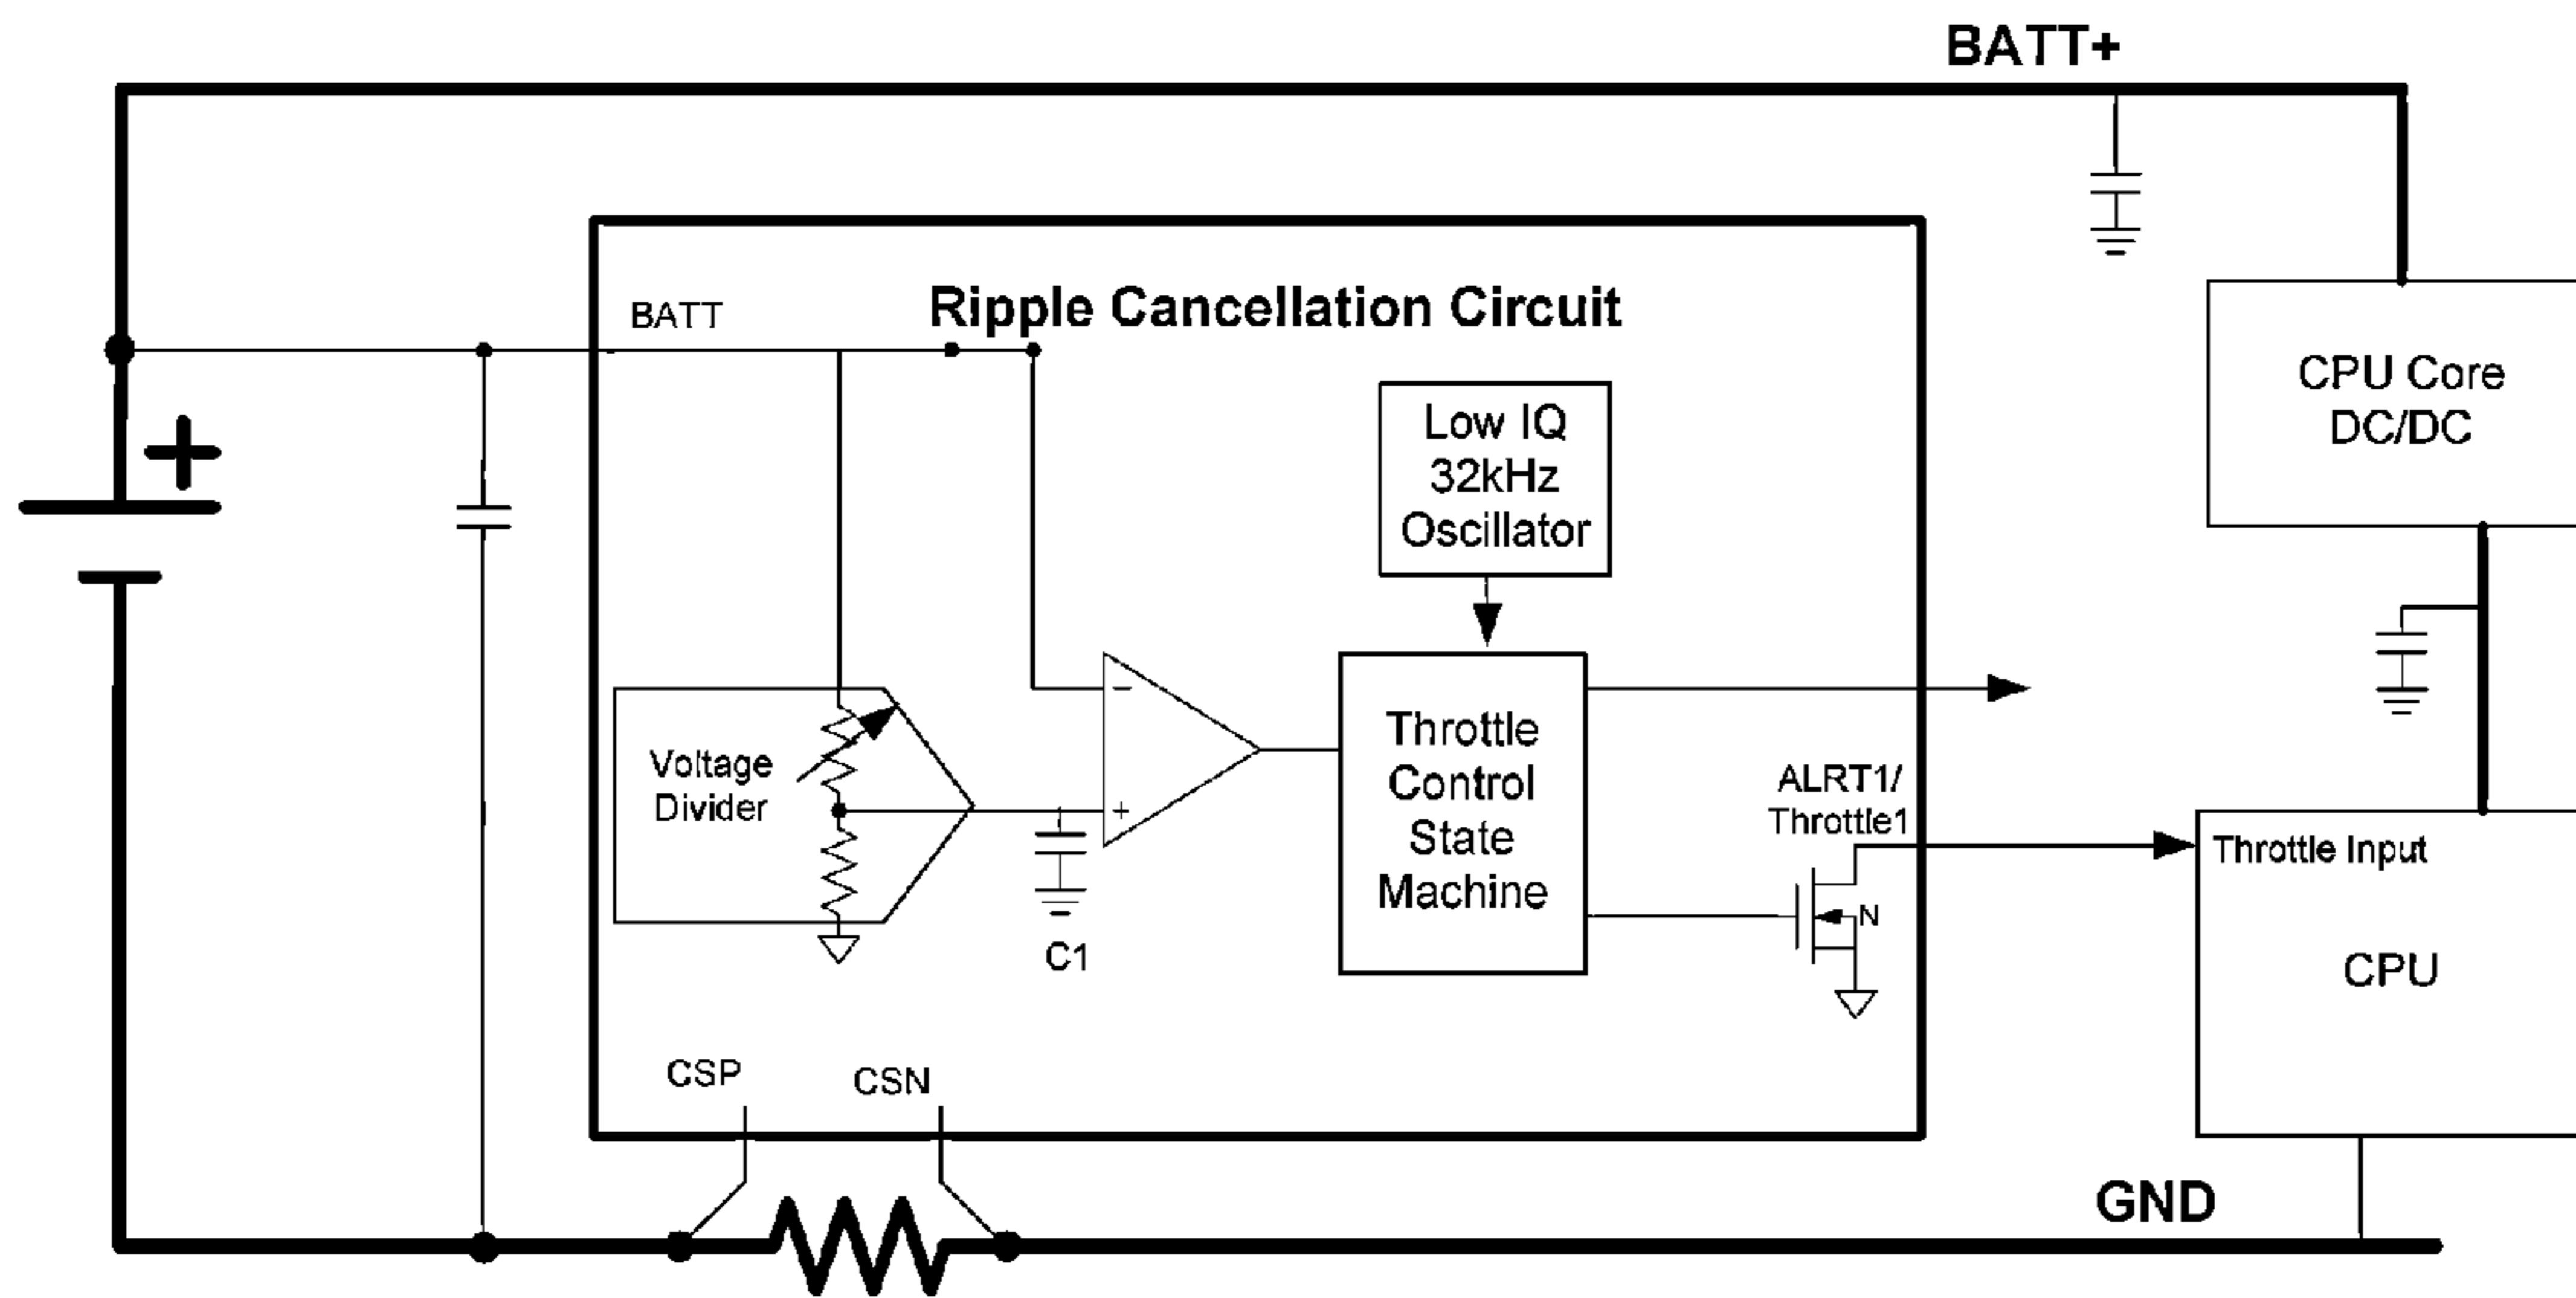 BATT+
BATT
Ripple Cancellation Circuit
Low IQ
32kHz
Oscillator
CPU Core
DC/DC
+
Voltage
Divider
−
+
C1
Throttle
Control
State
Machine
ALRT1/
Throttle1
N
Throttle Input
CPU
CSP
CSN
GND